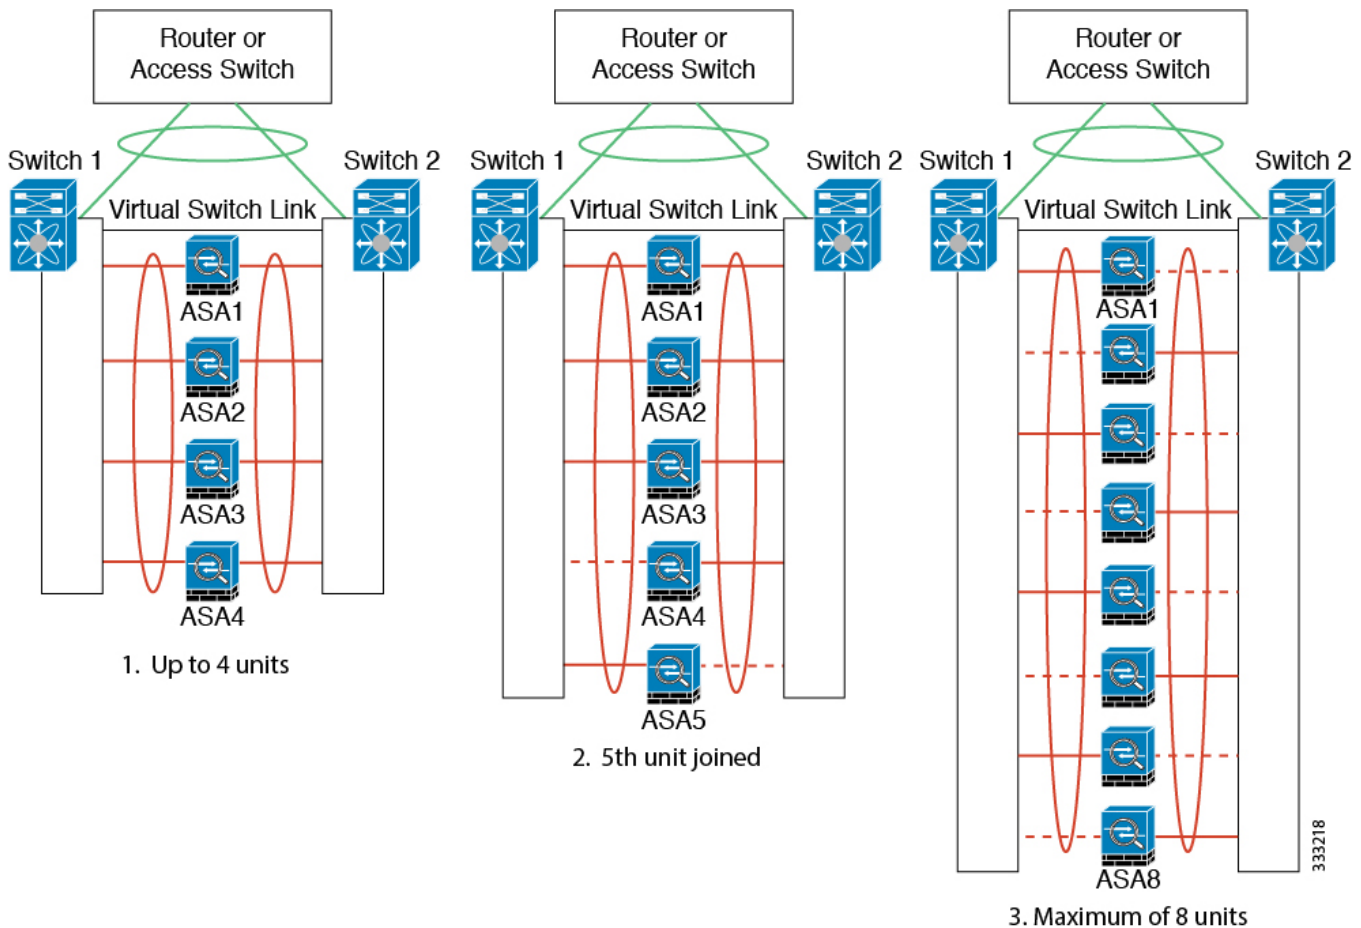 Router or
Access Switch
Switch 1
Switch 2
Virtual Switch Link
ASA1
ASA2
ASA3
ASA4
1. Up to 4 units
Router or
Access Switch
Switch 1
Switch 2
Virtual Switch Link
ASA1
ASA2
ASA3
ASA4
ASA5
2. 5th unit joined
Router or
Access Switch
Switch 1
Switch 2
Virtual Switch Link
ASA1
ASA8
3. Maximum of 8 units
333218